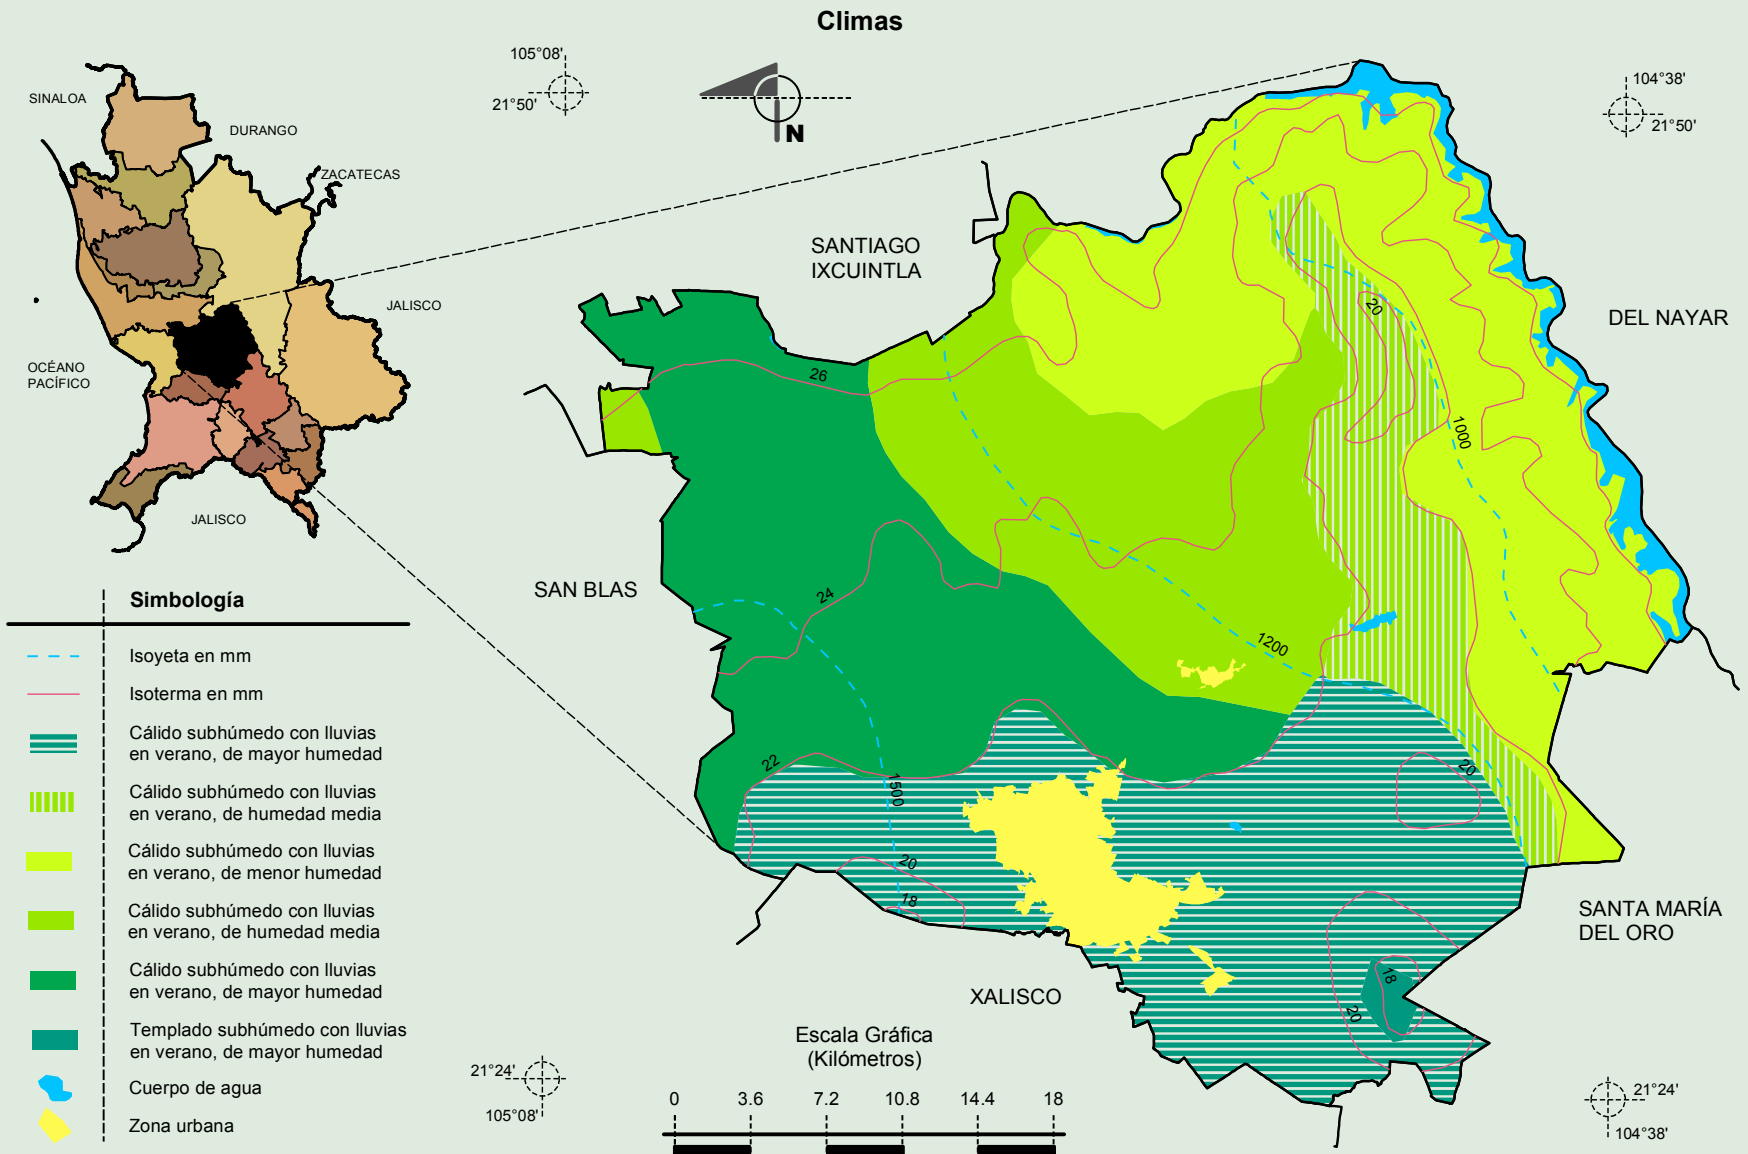 Climas
105°08'
21°50'
N
104°38'
21°50'
SINALOA
DURANGO
ZACATECAS
JALISCO
OCÉANO
PACÍFICO
JALISCO
SANTIAGO
IXCUINTLA
DEL NAYAR
SAN BLAS
SANTA MARÍA
DEL ORO
XALISCO
26
24
22
20
18
20
20
18
20
1000
1200
1500
Simbología
Isoyeta en mm
Isoterma en mm
Cálido subhúmedo con lluvias
en verano, de mayor humedad
Cálido subhúmedo con lluvias
en verano, de humedad media
Cálido subhúmedo con lluvias
en verano, de menor humedad
Cálido subhúmedo con lluvias
en verano, de humedad media
Cálido subhúmedo con lluvias
en verano, de mayor humedad
Templado subhúmedo con lluvias
en verano, de mayor humedad
Cuerpo de agua
Zona urbana
21°24'
105°08'
Escala Gráfica
(Kilómetros)
0 3.6 7.2 10.8 14.4 18
21°24'
104°38'